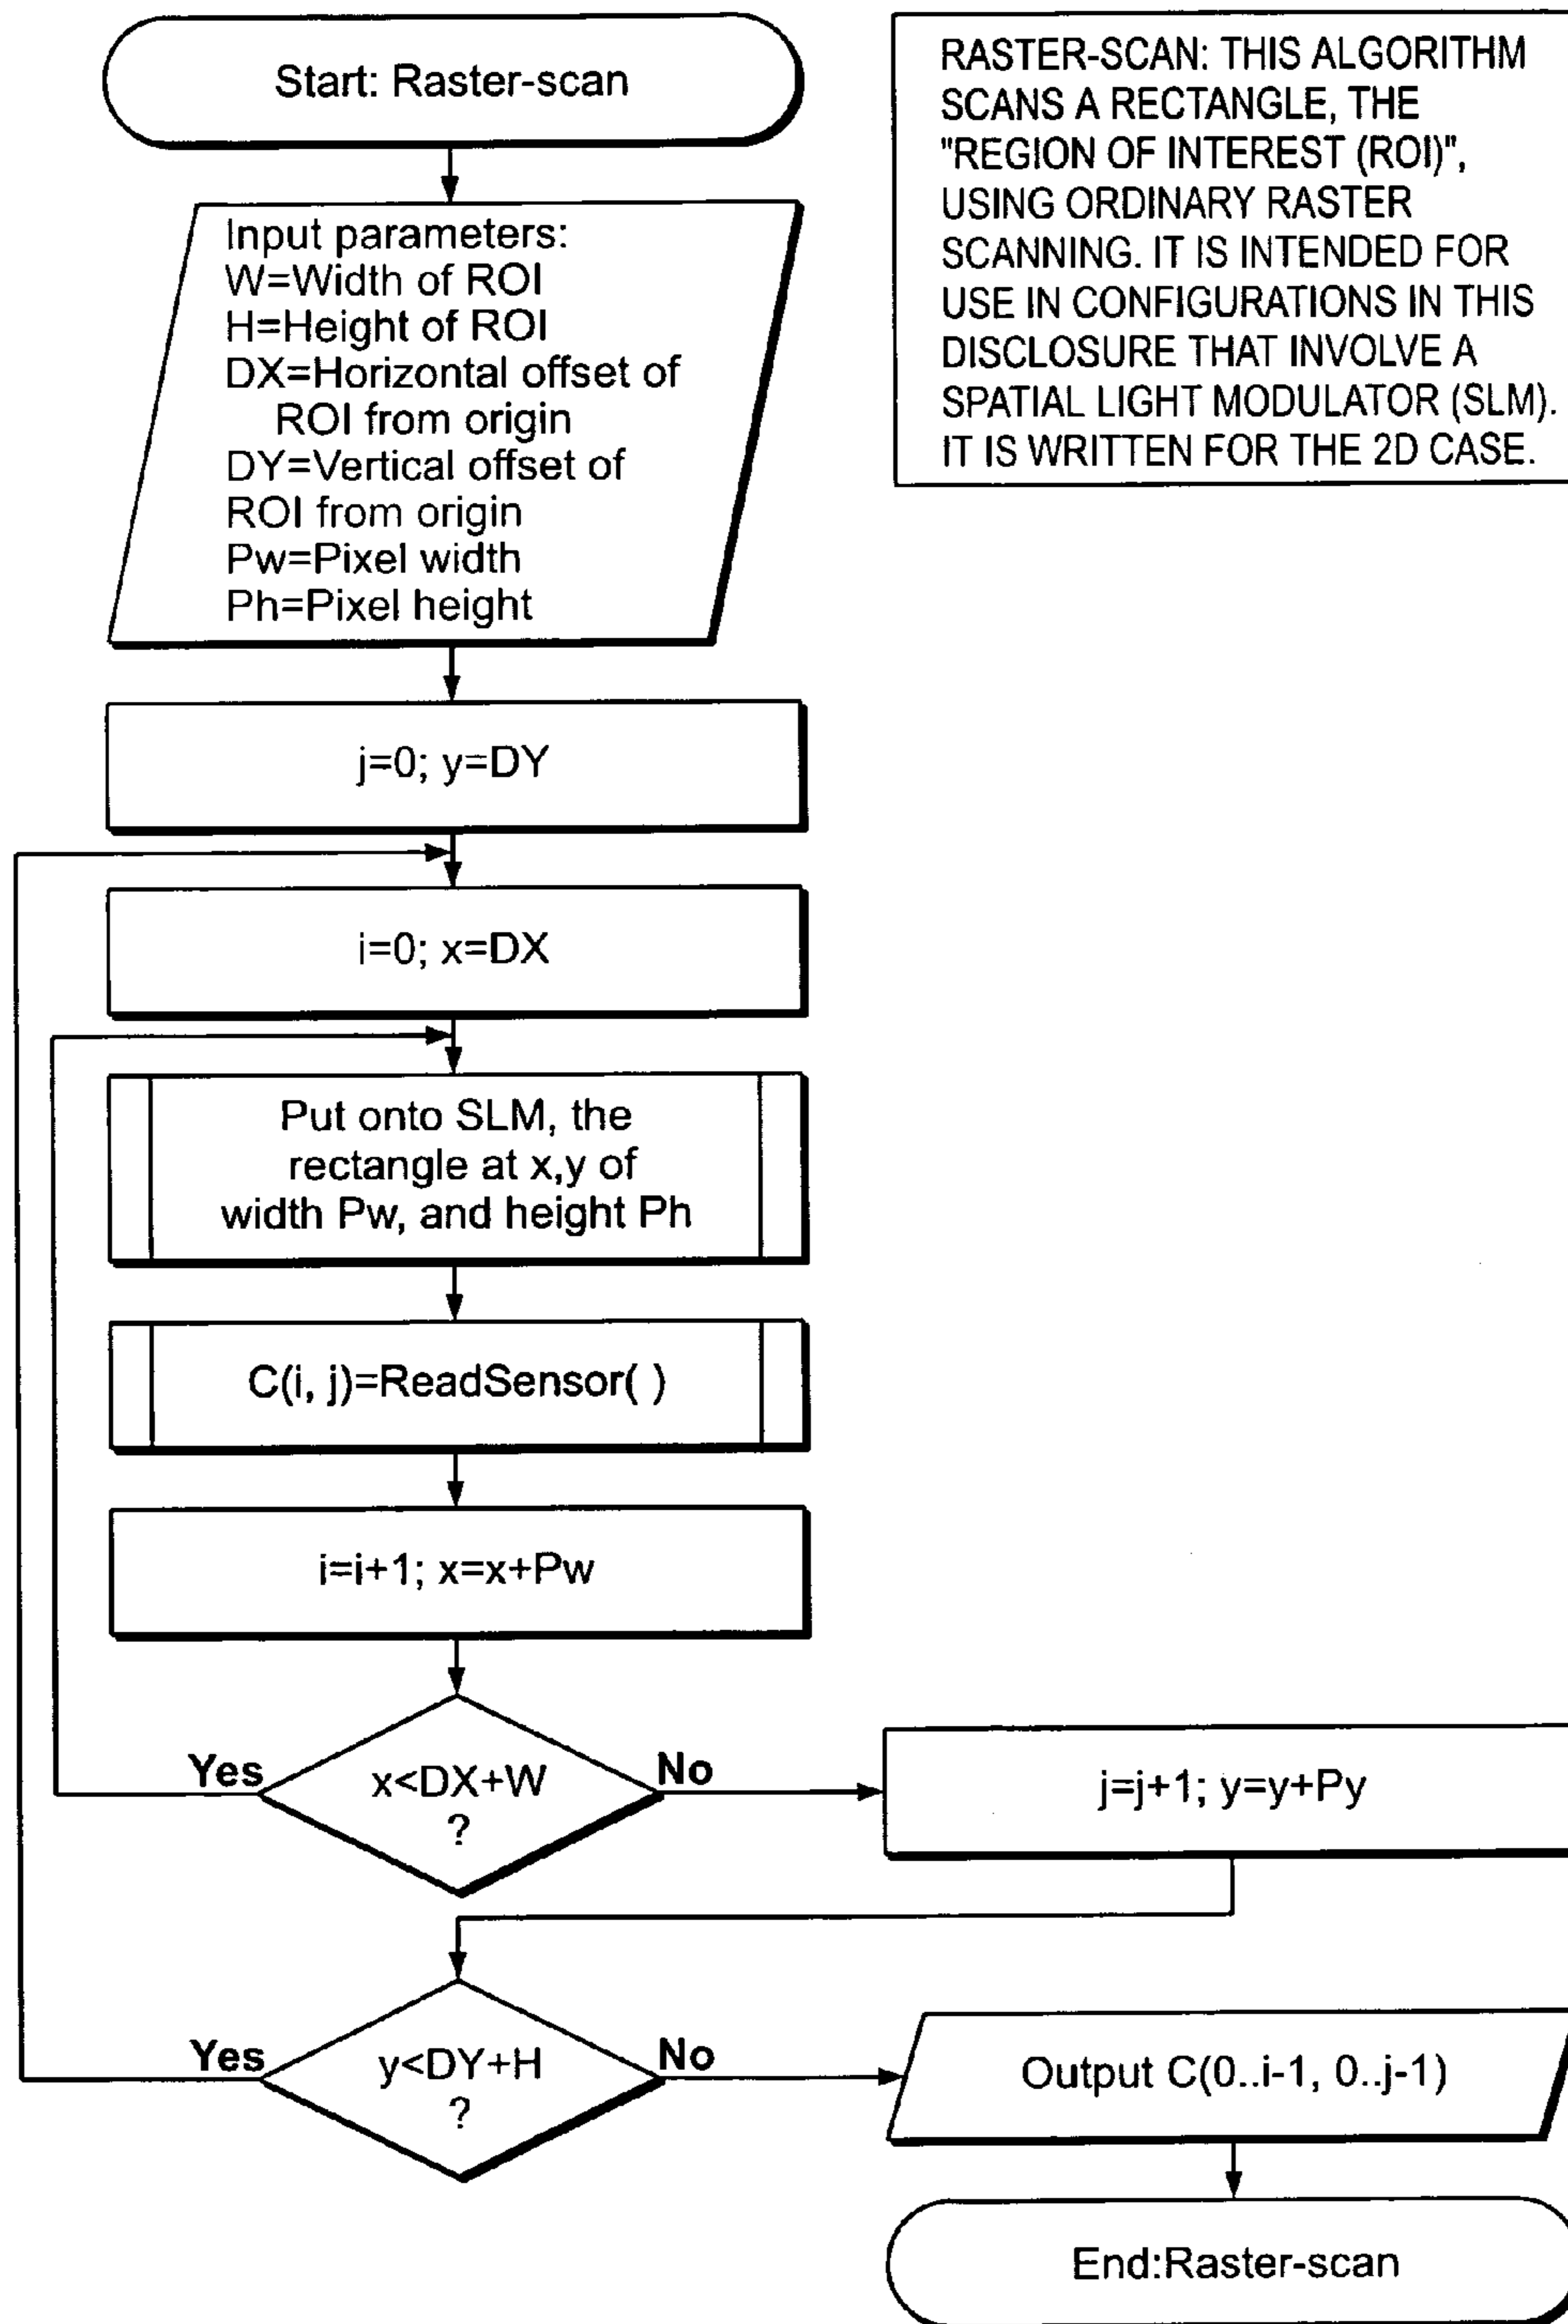 Start: Raster-scan
RASTER-SCAN: THIS ALGORITHM
SCANS A RECTANGLE, THE
"REGION OF INTEREST (ROI)",
USING ORDINARY RASTER
SCANNING. IT IS INTENDED FOR
USE IN CONFIGURATIONS IN THIS
DISCLOSURE THAT INVOLVE A
SPATIAL LIGHT MODULATOR (SLM).
IT IS WRITTEN FOR THE 2D CASE.
Input parameters:
W=Width of ROI
H=Height of ROI
DX=Horizontal offset of
ROI from origin
DY=Vertical offset of
ROI from origin
Pw=Pixel width
Ph=Pixel height
j=0; y=DY
i=0; x=DX
Put onto SLM, the
rectangle at x,y of
width Pw, and height Ph
C(i, j)=ReadSensor( )
i=i+1; x=x+Pw
x<DX+W
?
Yes
No
j=j+1; y=y+Py
y<DY+H
?
Yes
No
Output C(0..i-1, 0..j-1)
End:Raster-scan